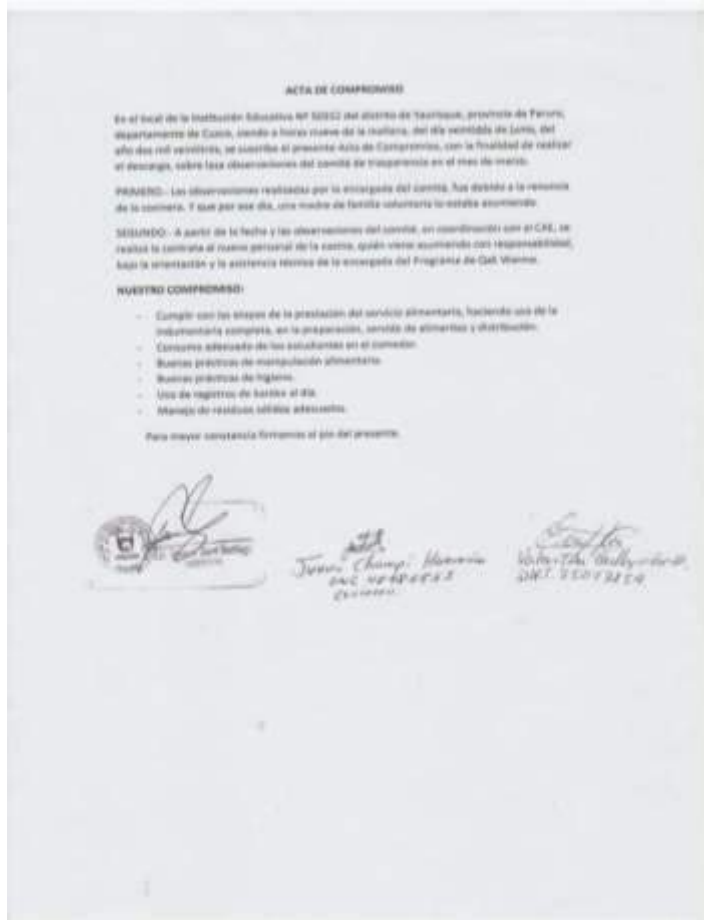 ACTA DE COMPROMISO
En el local de la Institución Educativa Nº del distrito de Yaurisque, provincia de Paruro,
departamento de Cusco, siendo a horas nueve de la mañana, del día de junio, del
año dos mil veintitrés, se suscribe el presente Acta de Compromiso, con la finalidad de realizar
el descargo, sobre observaciones del comité de en el mes de
PRIMERO.- Las observaciones realizadas por la encargada del comité, fue debido a la renuncia
de la cocinera. Y que por ese día, una madre de familia voluntaria lo estaba asumiendo.
SEGUNDO.- A partir de la fecha y las observaciones del comité, en coordinación con el CAE, se
realizó la contrata al nuevo personal de la cocina, quién viene asumiendo con responsabilidad,
bajo la orientación y la asistencia técnica de la encargada del Programa de Qali Warma.
NUESTRO COMPROMISO:
- Cumplir con las etapas de la prestación del servicio alimentario, haciendo uso de la
indumentaria completa, en la preparación, servido de alimentos y distribución.
- Consumo adecuado de los estudiantes en el comedor.
- Buenas prácticas de manipulación alimentaria.
- Buenas prácticas de higiene.
- Uso de registros de kardex al día.
- Manejo de residuos sólidos adecuados.
Para mayor constancia firmamos al pie del presente.
Champi